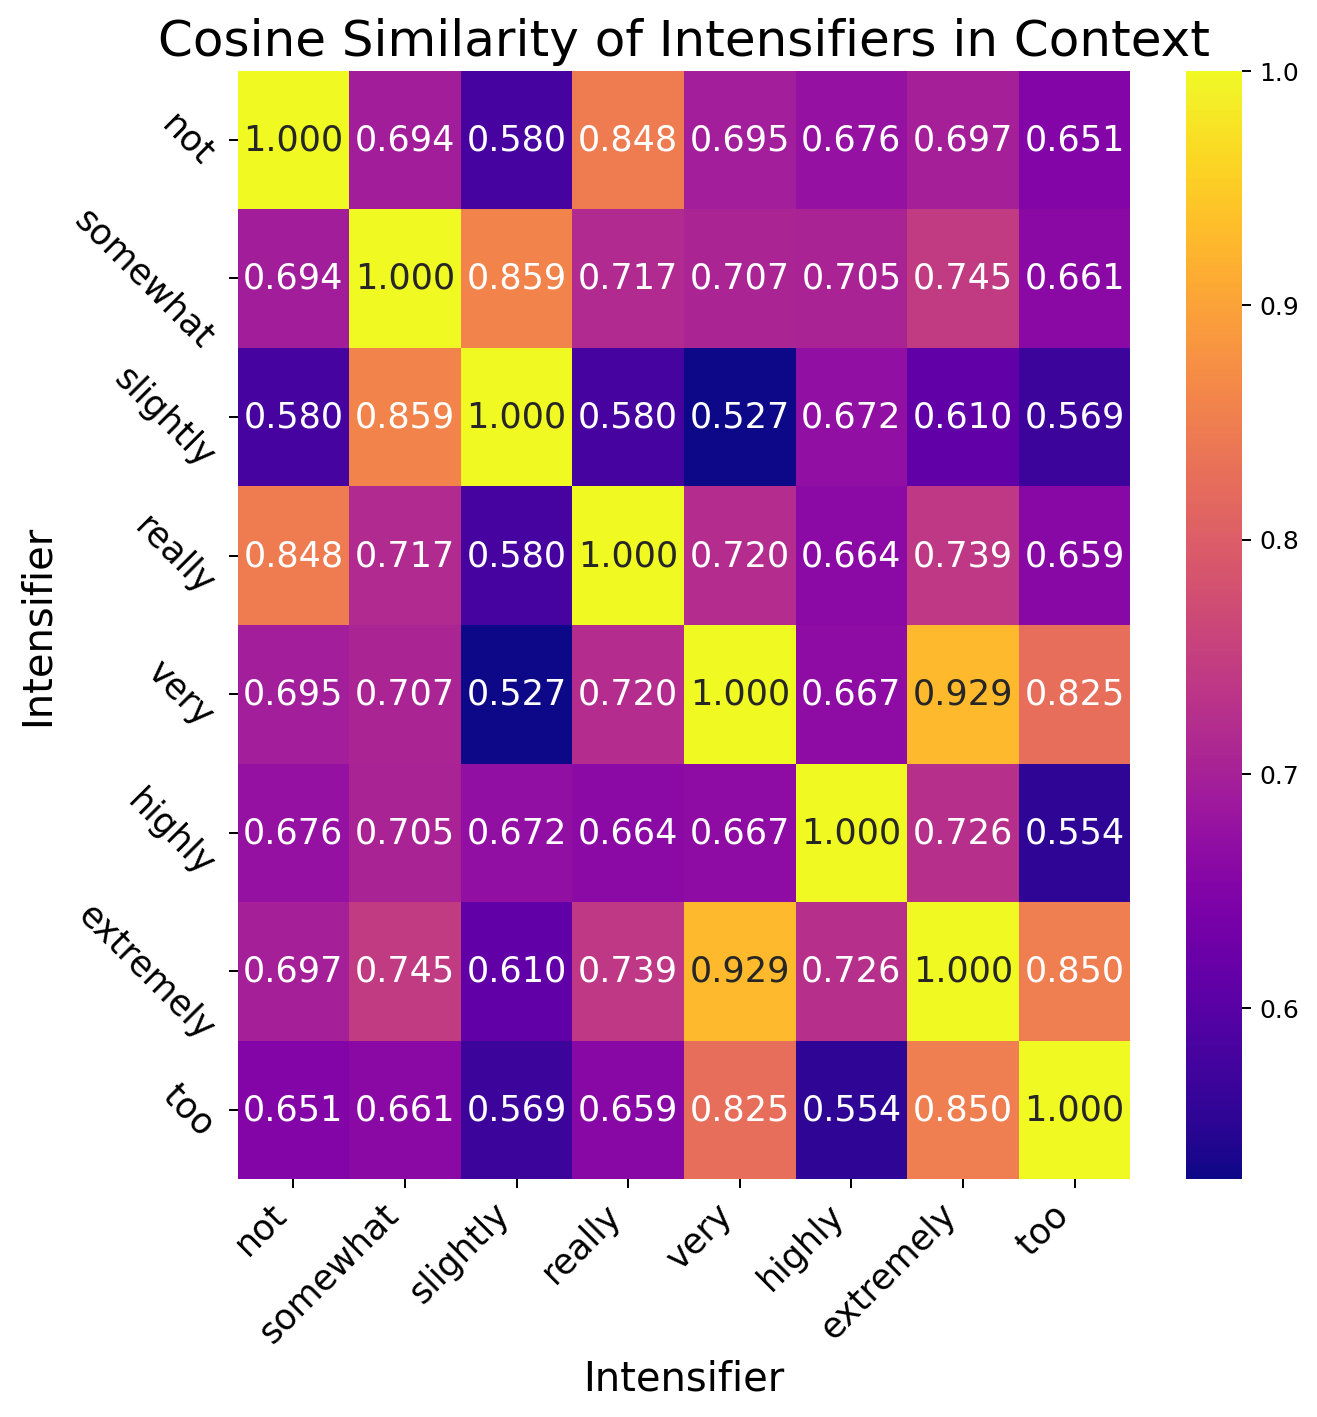 Cosine Similarity of Intensifiers in Context
not 1.000 0.694 0.580 0.848 0.695 0.676 0.697 0.651
somewhat 0.694 1.000 0.859 0.717 0.707 0.705 0.745 0.661
slightly 0.580 0.859 1.000 0.580 0.527 0.672 0.610 0.569
really 0.848 0.717 0.580 1.000 0.720 0.664 0.739 0.659
very 0.695 0.707 0.527 0.720 1.000 0.667 0.929 0.825
highly 0.676 0.705 0.672 0.664 0.667 1.000 0.726 0.554
extremely 0.697 0.745 0.610 0.739 0.929 0.726 1.000 0.850
too 0.651 0.661 0.569 0.659 0.825 0.554 0.850 1.000
not somewhat slightly really very highly extremely too
Intensifier
Intensifier
1.0
0.9
0.8
0.7
0.6